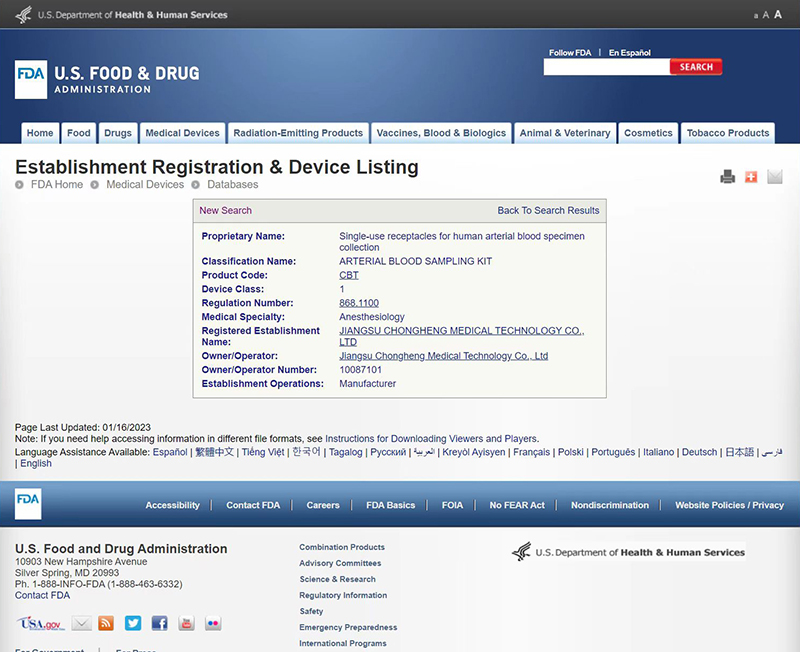 U.S. Department of Health & Human Services
a A A
FDA U.S. FOOD & DRUG
ADMINISTRATION
Follow FDA | En Español
SEARCH
Home Food Drugs Medical Devices Radiation-Emitting Products Vaccines, Blood & Biologics Animal & Veterinary Cosmetics Tobacco Products
Establishment Registration & Device Listing
FDA Home Medical Devices Databases
New Search Back To Search Results
Proprietary Name: Single-use receptacles for human arterial blood specimen
collection
Classification Name: ARTERIAL BLOOD SAMPLING KIT
Product Code: CBT
Device Class: 1
Regulation Number: 868.1100
Medical Specialty: Anesthesiology
Registered Establishment JIANGSU CHONGHENG MEDICAL TECHNOLOGY CO.,
Name: LTD
Owner/Operator: Jiangsu Chongheng Medical Technology Co., Ltd
Owner/Operator Number: 10087101
Establishment Operations: Manufacturer
Page Last Updated: 01/16/2023
Note: If you need help accessing information in different file formats, see Instructions for Downloading Viewers and Players.
Language Assistance Available: Español | 繁體中文 | Tiếng Việt | 한국어 | Tagalog | Русский | العربية | Kreyòl Ayisyen | Français | Polski | Português | Italiano | Deutsch | 日本語 | فارسی
| English
FDA
Accessibility | Contact FDA | Careers | FDA Basics | FOIA | No FEAR Act | Nondiscrimination | Website Policies / Privacy
U.S. Food and Drug Administration
10903 New Hampshire Avenue
Silver Spring, MD 20993
Ph. 1-888-INFO-FDA (1-888-463-6332)
Contact FDA
USA.gov
For Government | For Press
Combination Products
Advisory Committees
Science & Research
Regulatory Information
Safety
Emergency Preparedness
International Programs
U.S. Department of Health & Human Services